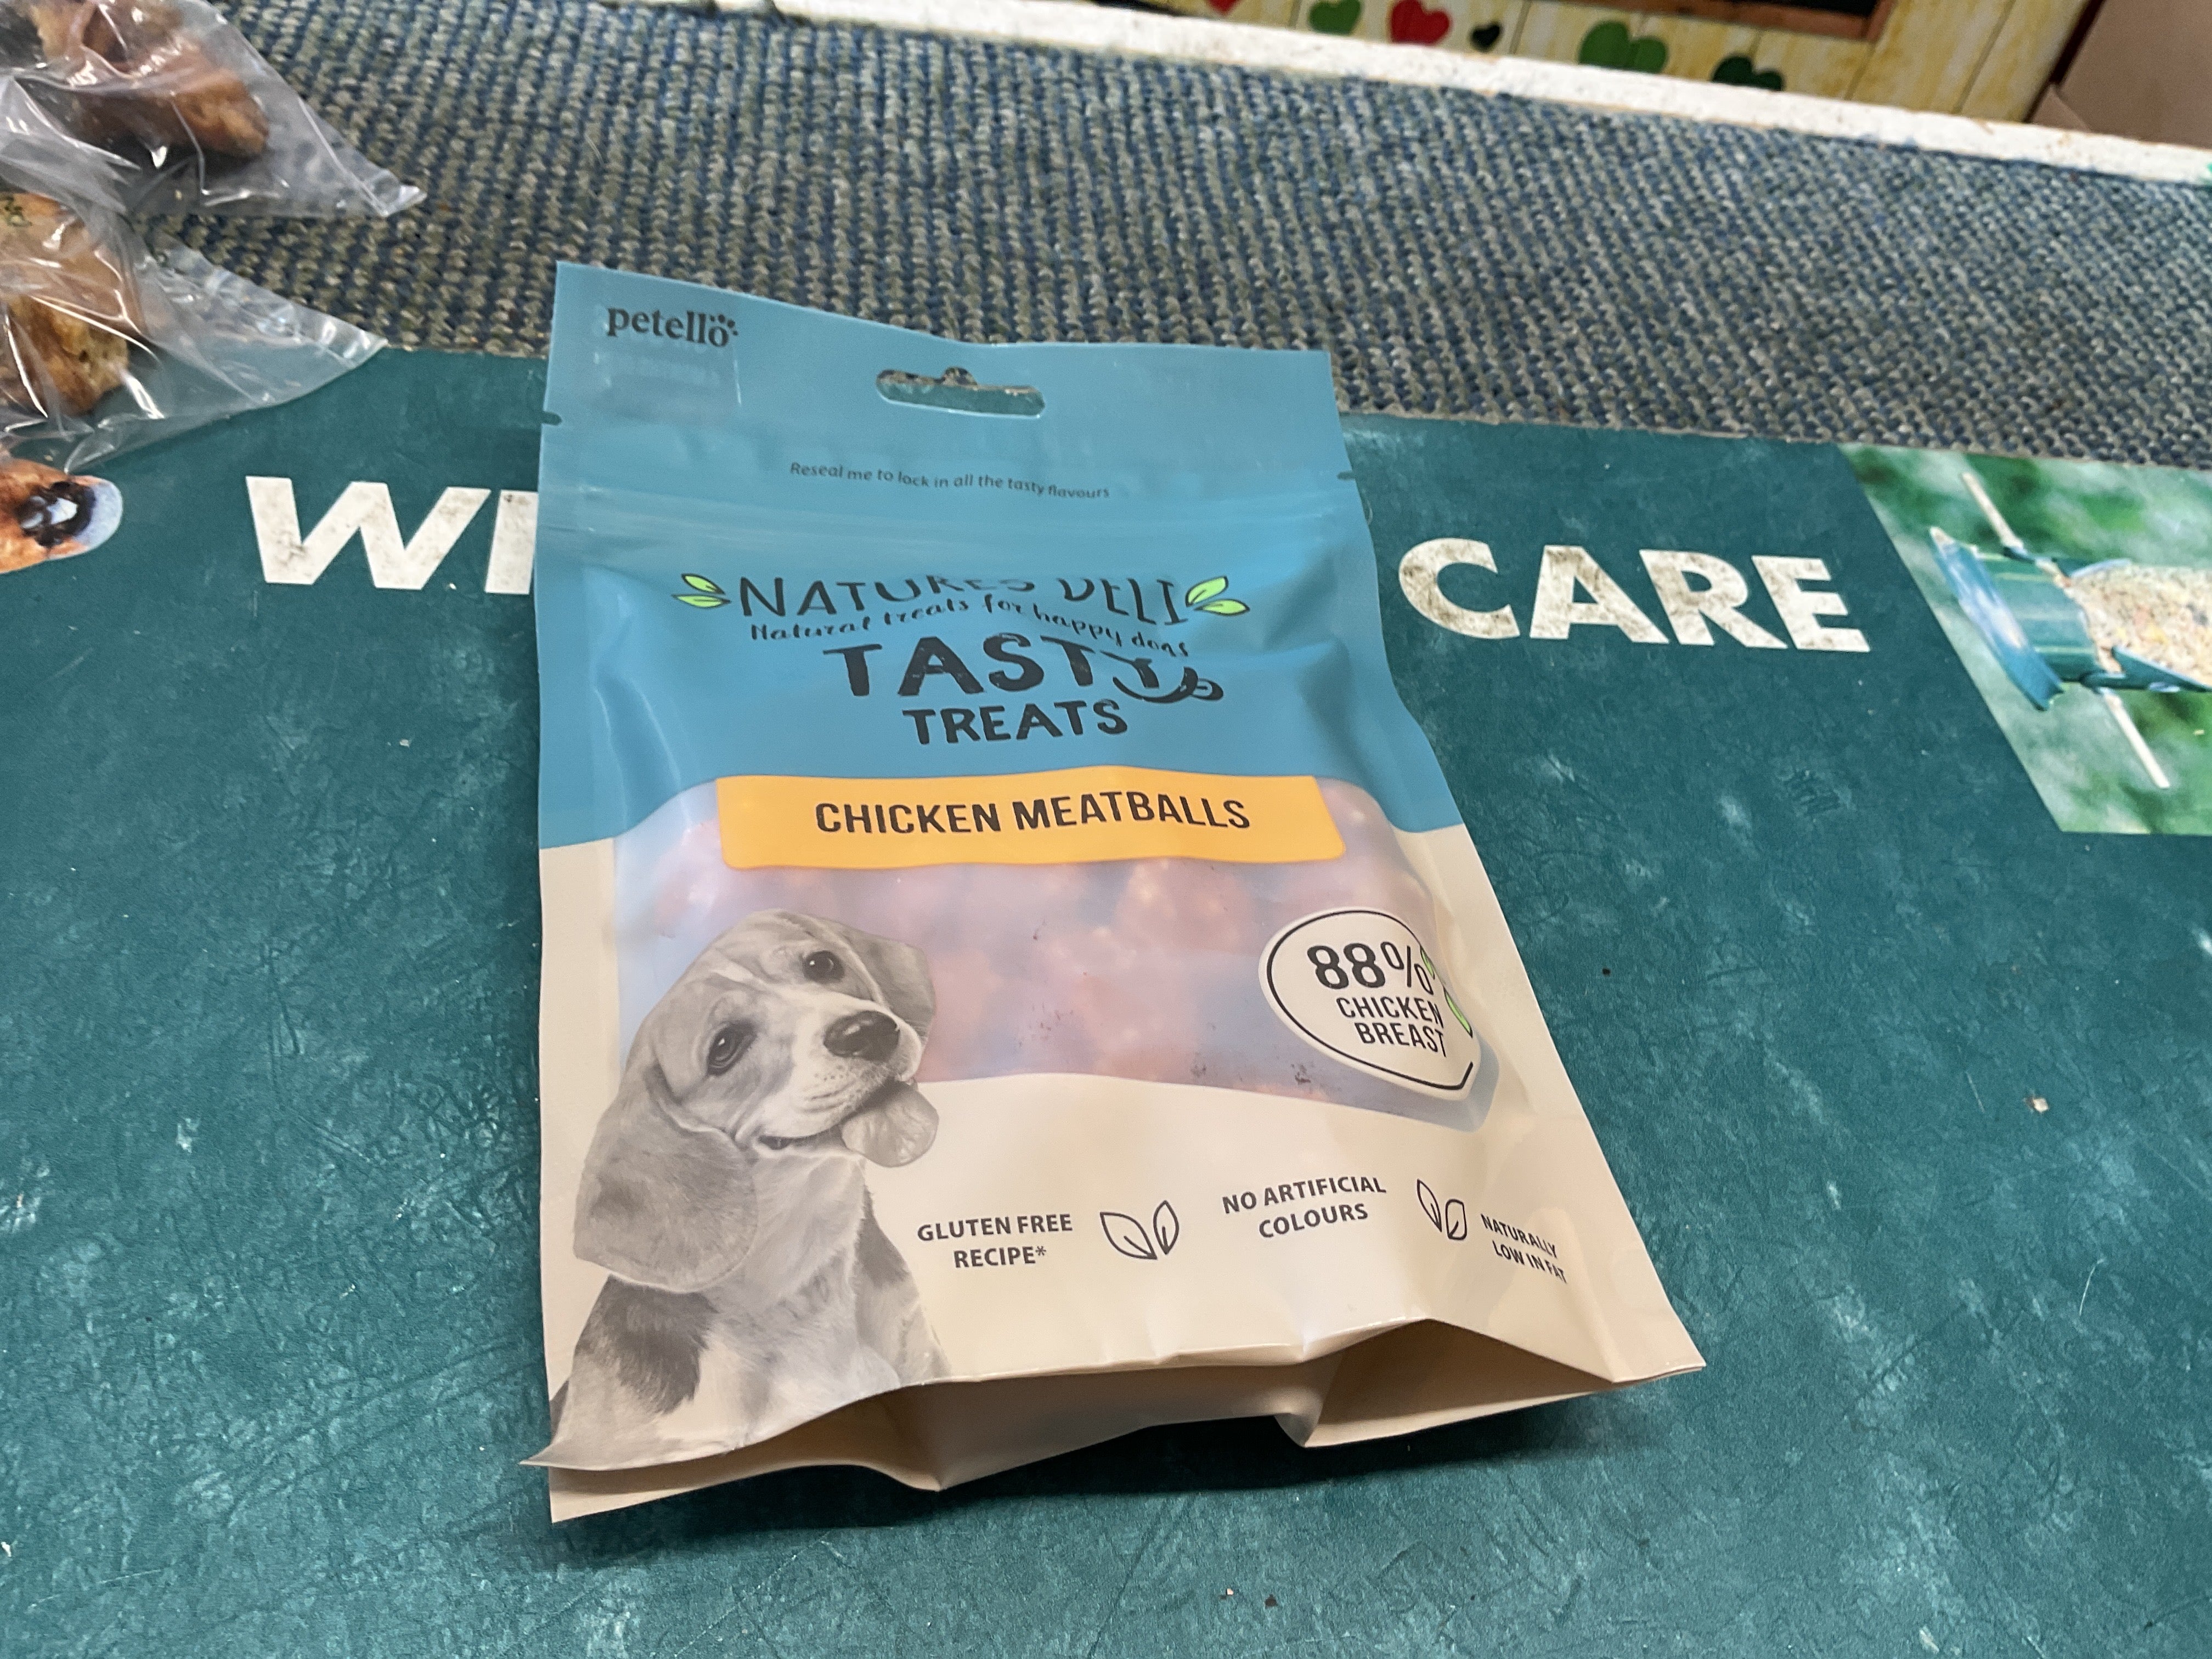 petello
Reseal me to lock in all the tasty flavours
NATURES DELI
Natural treats for happy dogs
TASTY
TREATS
CHICKEN MEATBALLS
88%
CHICKEN
BREAST
GLUTEN FREE
RECIPE*
NO ARTIFICIAL
COLOURS
NATURALLY
LOW IN FAT
CARE